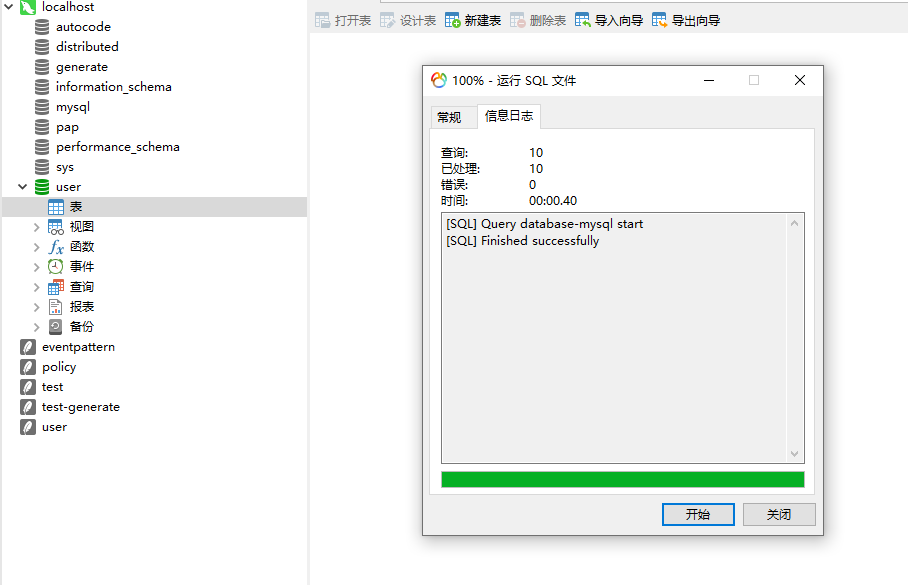 localhost
autocode
distributed
generate
information_schema
mysql
pap
performance_schema
sys
user
表
视图
函数
事件
查询
报表
备份
eventpattern
policy
test
test-generate
user
打开表 设计表 新建表 删除表 导入向导 导出向导
100% - 运行 SQL 文件
常规 信息日志
查询: 10
已处理: 10
错误: 0
时间: 00:00.40
[SQL] Query database-mysql start
[SQL] Finished successfully
开始 关闭